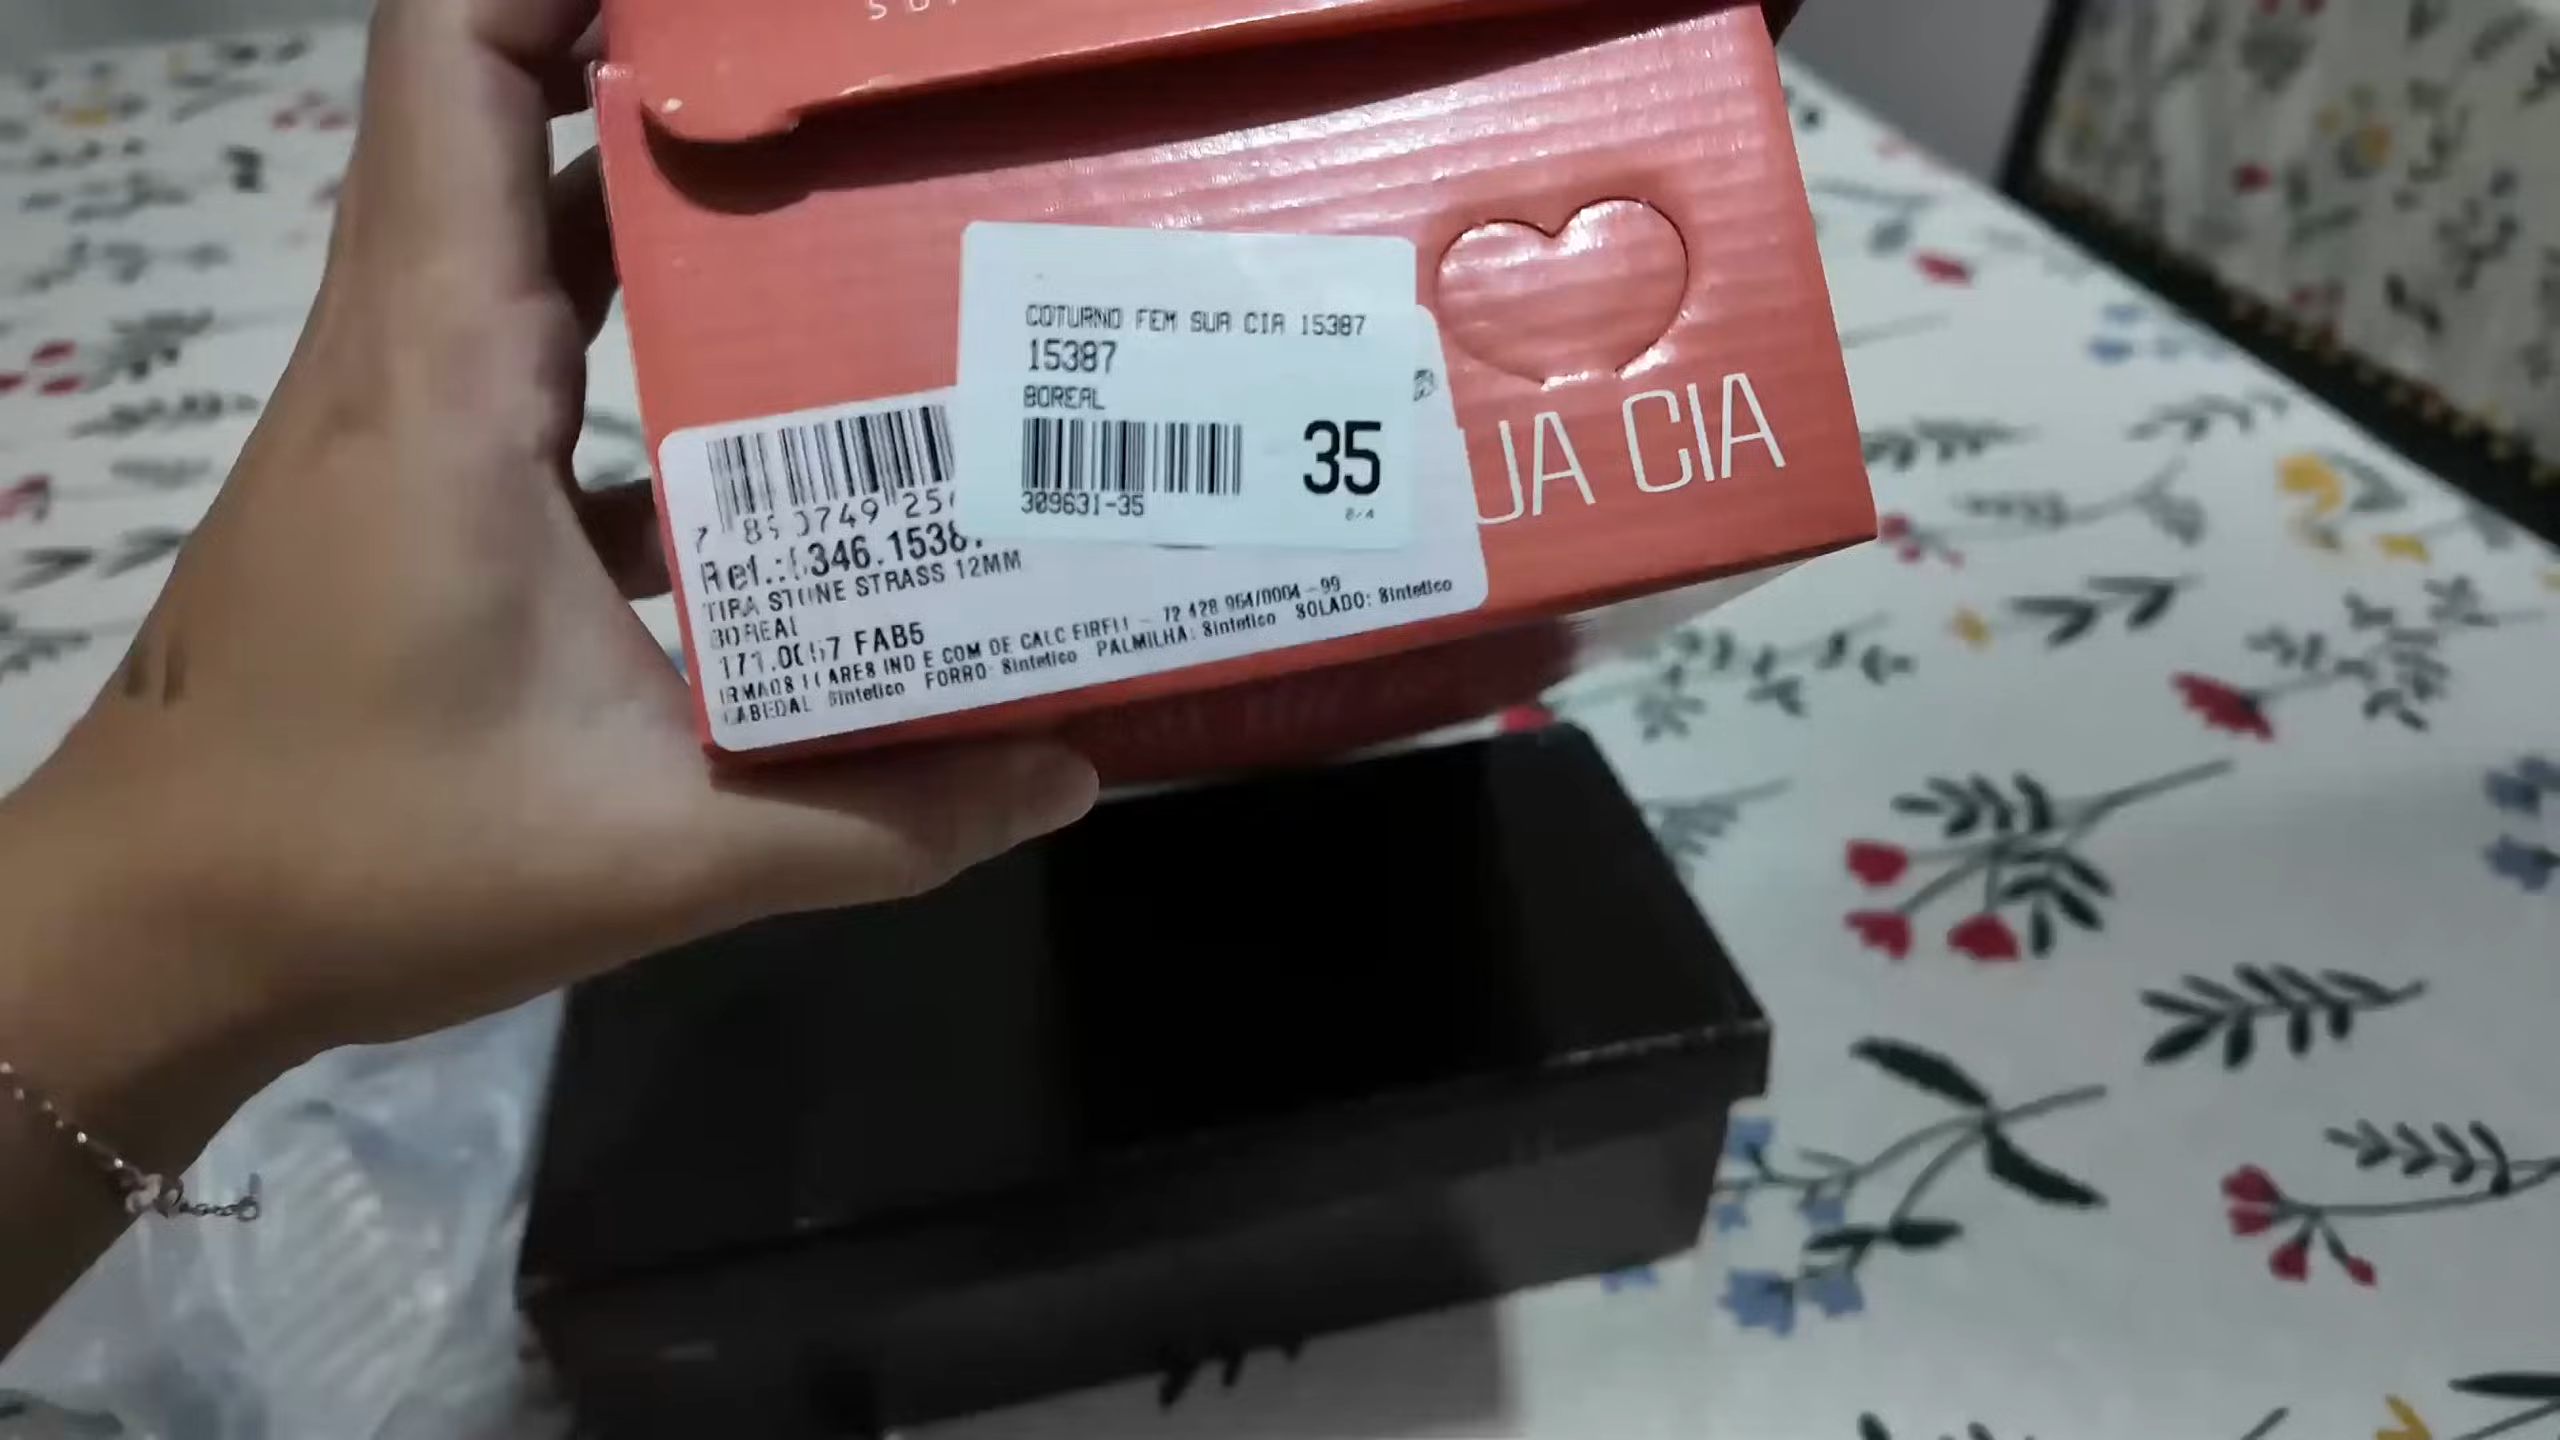 COTURNO FEM SUA CIA 15387
15387
BOREAL
309631-35
35
UA CIA
TIRA STONE STRASS 12MM
BOREAL
FAB5
IND E COM DE CALC
CABEDAL Sintetico FORRO: Sintetico PALMILHA: Sintetico SOLADO: Sintetico